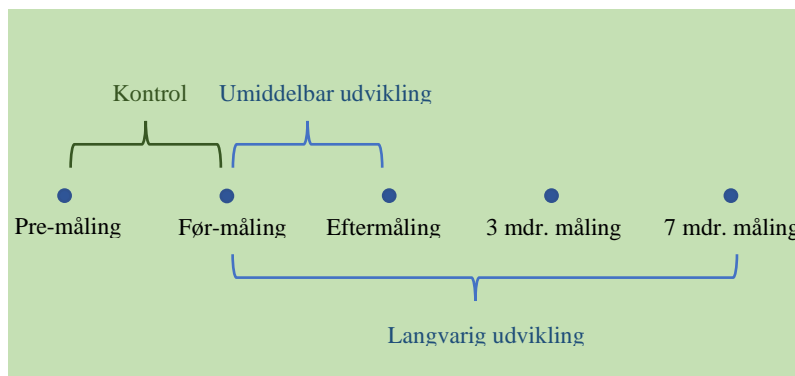 Kontrol
Umiddelbar udvikling
Pre-måling
Før-måling
Eftermåling
3 mdr. måling
7 mdr. måling
Langvarig udvikling